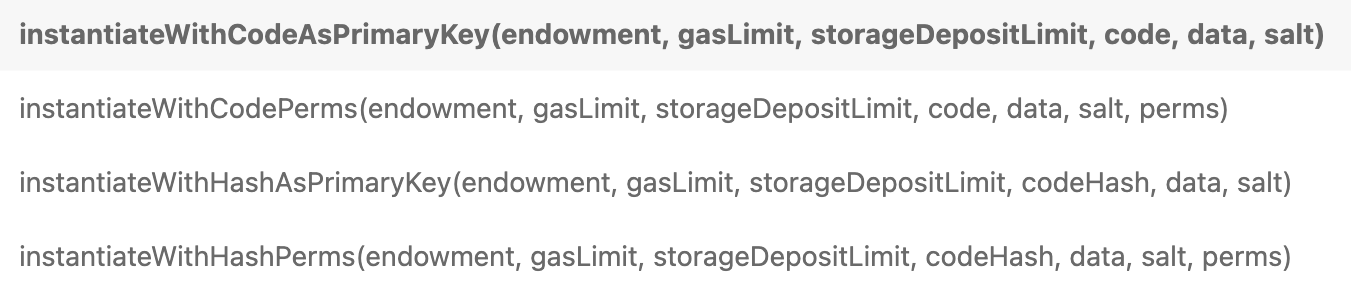 instantiateWithCodeAsPrimaryKey(endowment, gasLimit, storageDepositLimit, code, data, salt)
instantiateWithCodePerms(endowment, gasLimit, storageDepositLimit, code, data, salt, perms)
instantiateWithHashAsPrimaryKey(endowment, gasLimit, storageDepositLimit, codeHash, data, salt)
instantiateWithHashPerms(endowment, gasLimit, storageDepositLimit, codeHash, data, salt, perms)